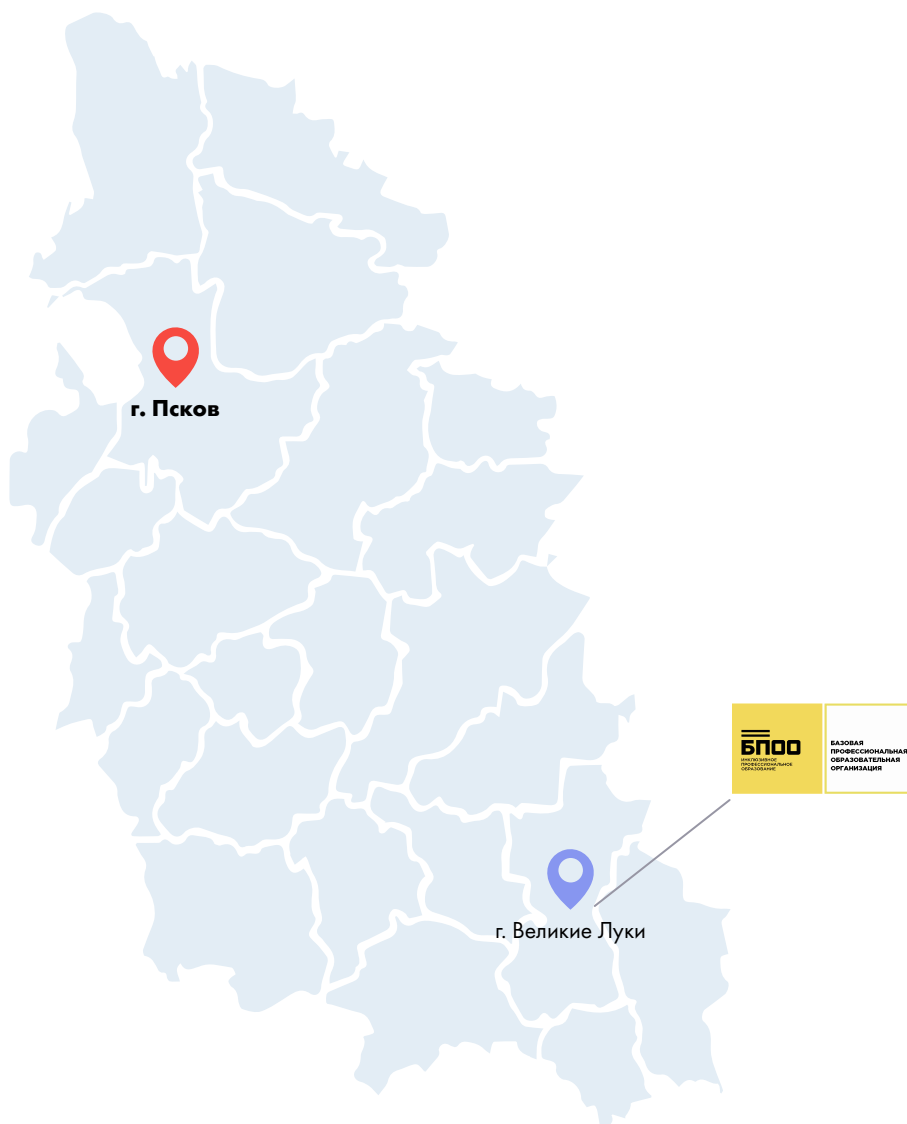 г. Псков
БПОО
ИНКЛЮЗИВНОЕ
ПРОФЕССИОНАЛЬНОЕ
ОБРАЗОВАНИЕ
БАЗОВАЯ
ПРОФЕССИОНАЛЬНАЯ
ОБРАЗОВАТЕЛЬНАЯ
ОРГАНИЗАЦИЯ
г. Великие Луки